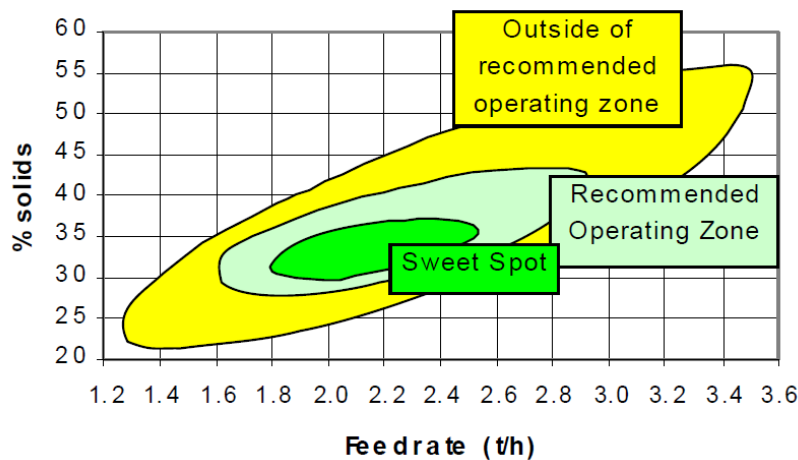 60
55
50
45
40
35
30
25
20
% solids
Outside of
recommended
operating zone
Recommended
Operating Zone
Sweet Spot
1.2 1.4 1.6 1.8 2.0 2.2 2.4 2.6 2.8 3.0 3.2 3.4 3.6
Feedrate (t/h)